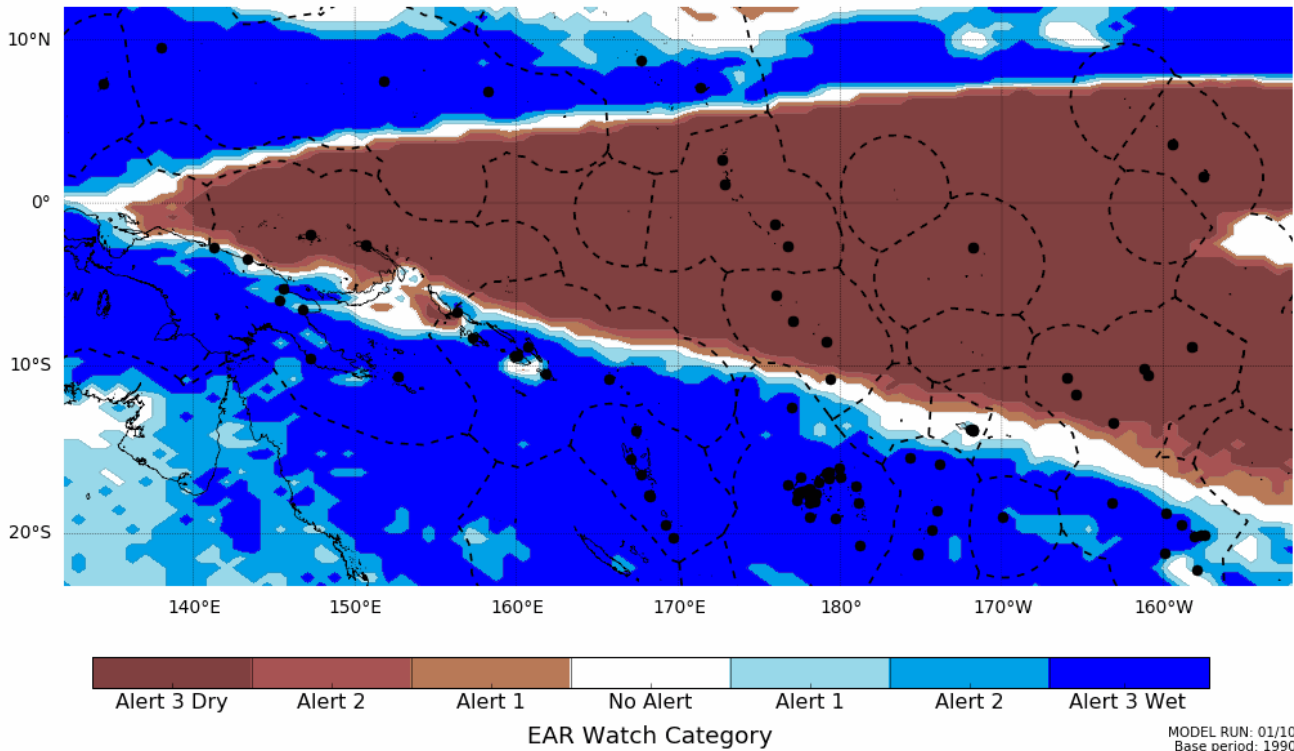 10°N
0°
10°S
20°S
140°E 150°E 160°E 170°E 180° 170°W 160°W
Alert 3 Dry Alert 2 Alert 1 No Alert Alert 1 Alert 2 Alert 3 Wet
EAR Watch Category
MODEL RUN: 01/10
Base period: 1990